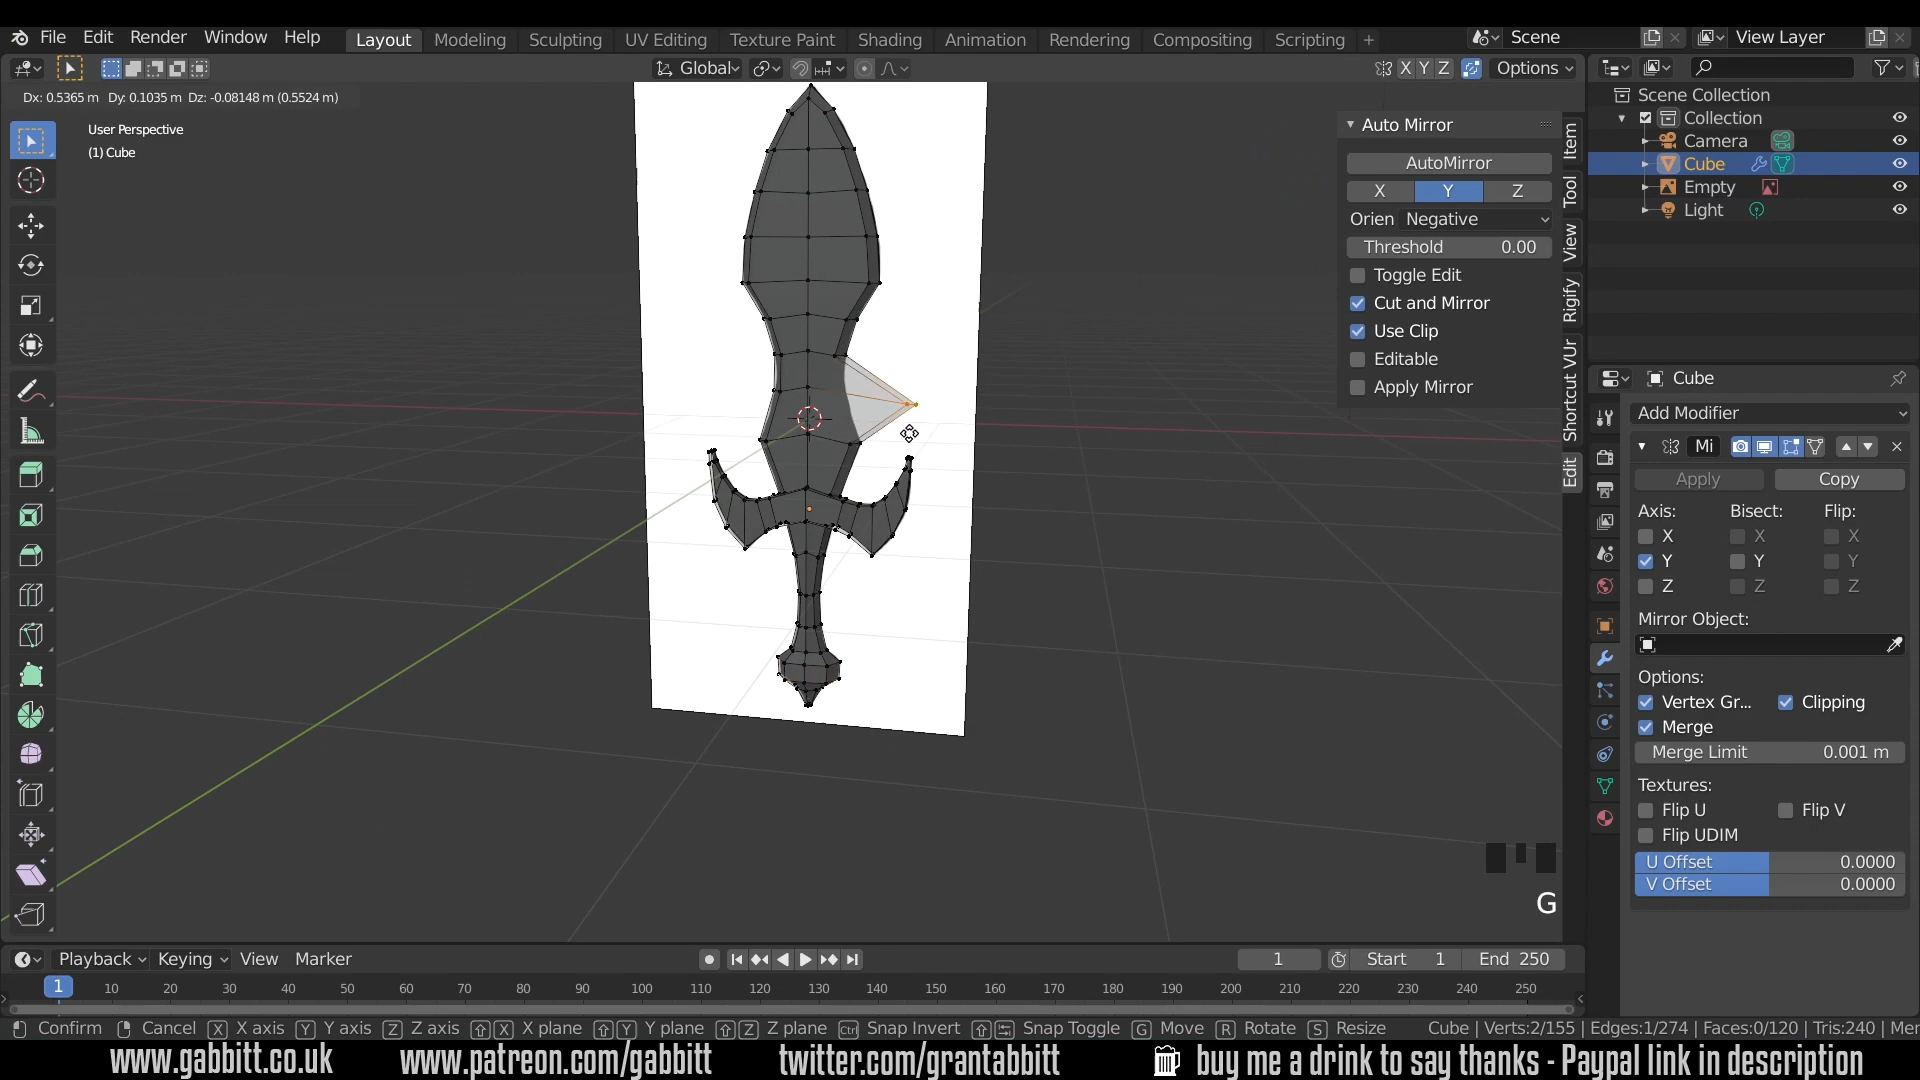 File Edit Render Window Help Layout Modeling Sculpting UV Editing Texture Paint Shading Animation Rendering Compositing Scripting + Scene View Layer
Global X Y Z Options
Dx: 0.5365 m Dy: 0.1035 m Dz: -0.08148 m (0.5524 m)
User Perspective
(1) Cube
Auto Mirror
AutoMirror
X Y Z
Orien Negative
Threshold 0.00
Toggle Edit
Cut and Mirror
Use Clip
Editable
Apply Mirror
Item
Tool
View
Rigify
Shortcut VUr
Edit
Scene Collection
Collection
Camera
Cube
Empty
Light
Cube
Add Modifier
Mi
Apply Copy
Axis: Bisect: Flip:
X X X
Y Y Y
Z Z Z
Mirror Object:
Options:
Vertex Gr... Clipping
Merge
Merge Limit 0.001 m
Textures:
Flip U Flip V
Flip UDIM
U Offset 0.0000
V Offset 0.0000
G
Playback Keying View Marker 1 Start 1 End 250
1 10 20 30 40 50 60 70 80 90 100 110 120 130 140 150 160 170 180 190 200 210 220 230 240 250
Confirm Cancel X X axis Y Y axis Z Z axis X X plane Y Y plane Z Z plane Ctrl Snap Invert Snap Toggle G Move R Rotate S Resize Cube | Verts:2/155 | Edges:1/274 | Faces:0/120 | Tris:240 | Mer
www.gabbitt.co.uk www.patreon.com/gabbitt twitter.com/grantabbitt buy me a drink to say thanks - Paypal link in description